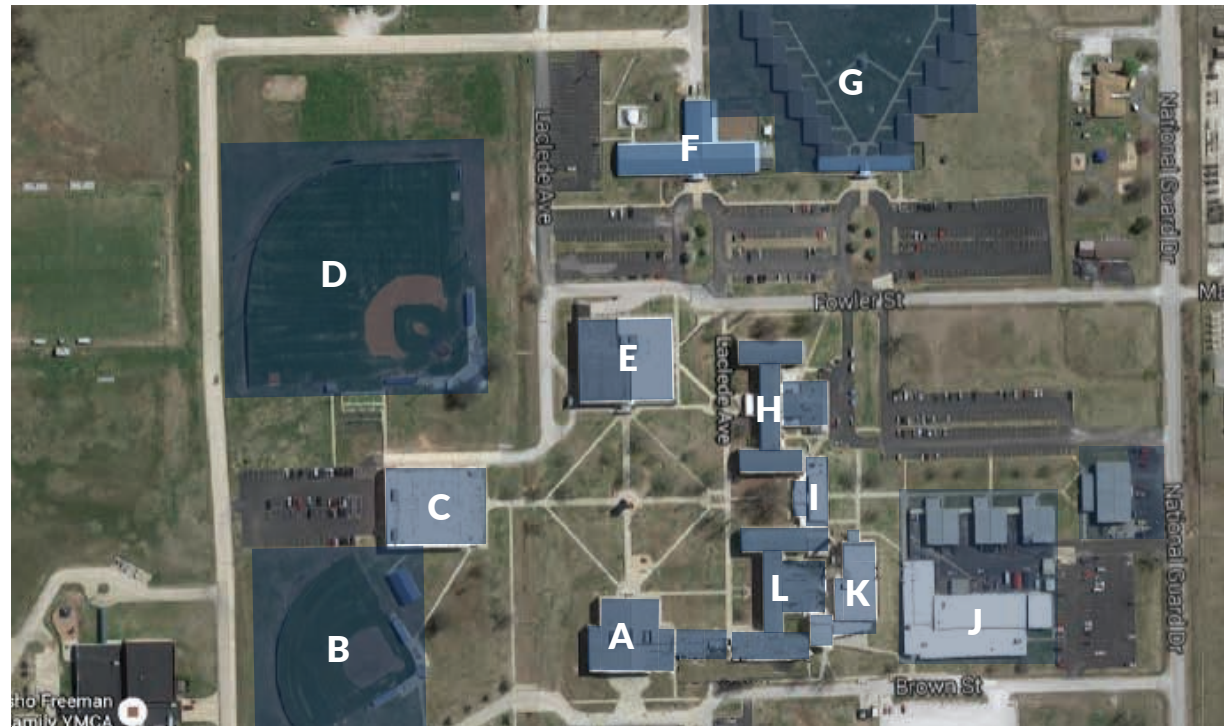 G
National Guard Dr
Laclede Ave
F
D
Fowler St
E
Laclede Ave
H
C
I
National Guard Dr
L
K
A
J
B
Brown St
sho Freeman
amily YMCA